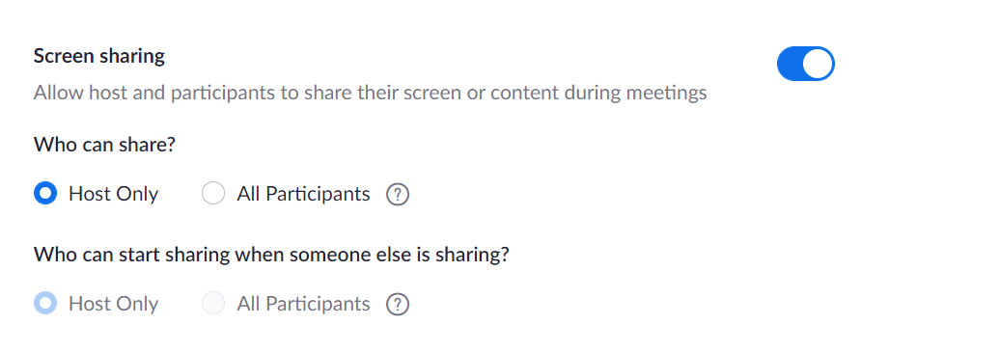 Screen sharing
Allow host and participants to share their screen or content during meetings
Who can share?
Host Only All Participants ?
Who can start sharing when someone else is sharing?
Host Only All Participants ?